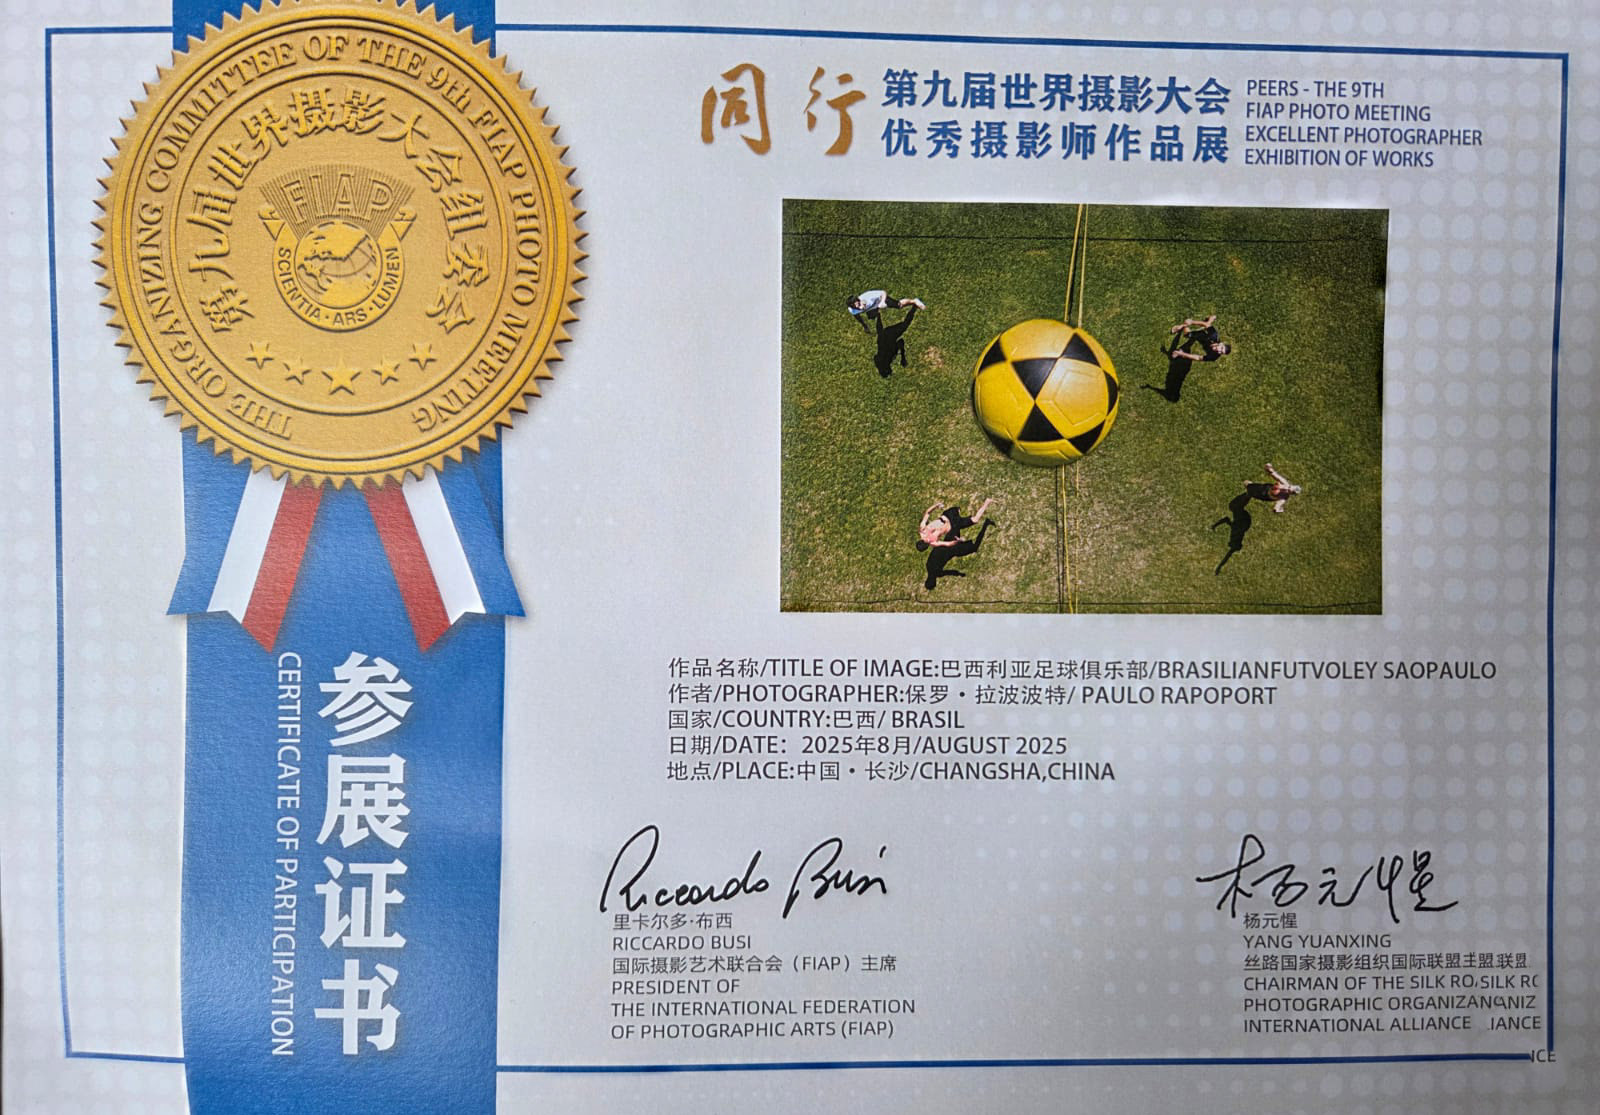 THE ORGANIZING COMMITTEE OF THE 9th FIAP PHOTO MEETING
第九届世界摄影大会组委会
FIAP
SCIENTIA · ARS · LUMEN
同行
第九届世界摄影大会
优秀摄影师作品展
PEERS - THE 9TH
FIAP PHOTO MEETING
EXCELLENT PHOTOGRAPHER
EXHIBITION OF WORKS
参展证书
CERTIFICATE OF PARTICIPATION
作品名称/TITLE OF IMAGE:巴西利亚足球俱乐部/BRASILIANFUTVOLEY SAOPAULO
作者/PHOTOGRAPHER:保罗·拉波波特/ PAULO RAPOPORT
国家/COUNTRY:巴西/ BRASIL
日期/DATE: 2025年8月/AUGUST 2025
地点/PLACE:中国·长沙/CHANGSHA,CHINA
Riccardo Busi
里卡尔多·布西
RICCARDO BUSI
国际摄影艺术联合会（FIAP）主席
PRESIDENT OF
THE INTERNATIONAL FEDERATION
OF PHOTOGRAPHIC ARTS (FIAP)
杨元惺
杨元惺
YANG YUANXING
丝路国家摄影组织国际联盟主
CHAIRMAN OF THE SILK RO
PHOTOGRAPHIC ORGANIZA
INTERNATIONAL ALLIANCE